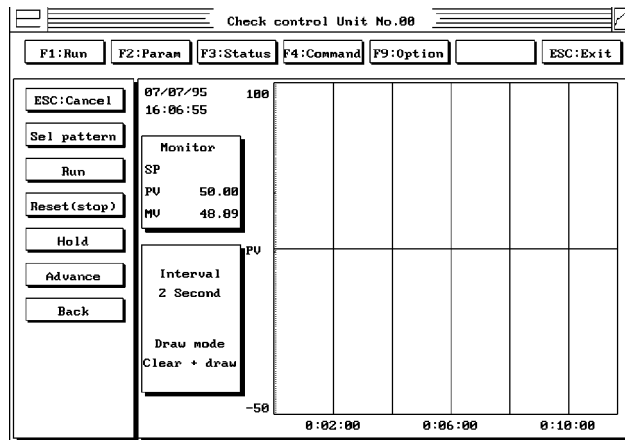 Check control Unit No.00
F1:Run F2:Param F3:Status F4:Command F9:Option ESC:Exit
ESC:Cancel
Sel pattern
Run
Reset(stop)
Hold
Advance
Back
07/07/95
16:06:55
Monitor
SP
PV 50.00
MV 48.89
Interval
2 Second
Draw mode
Clear + draw
100
PV
-50
0:02:00 0:06:00 0:10:00